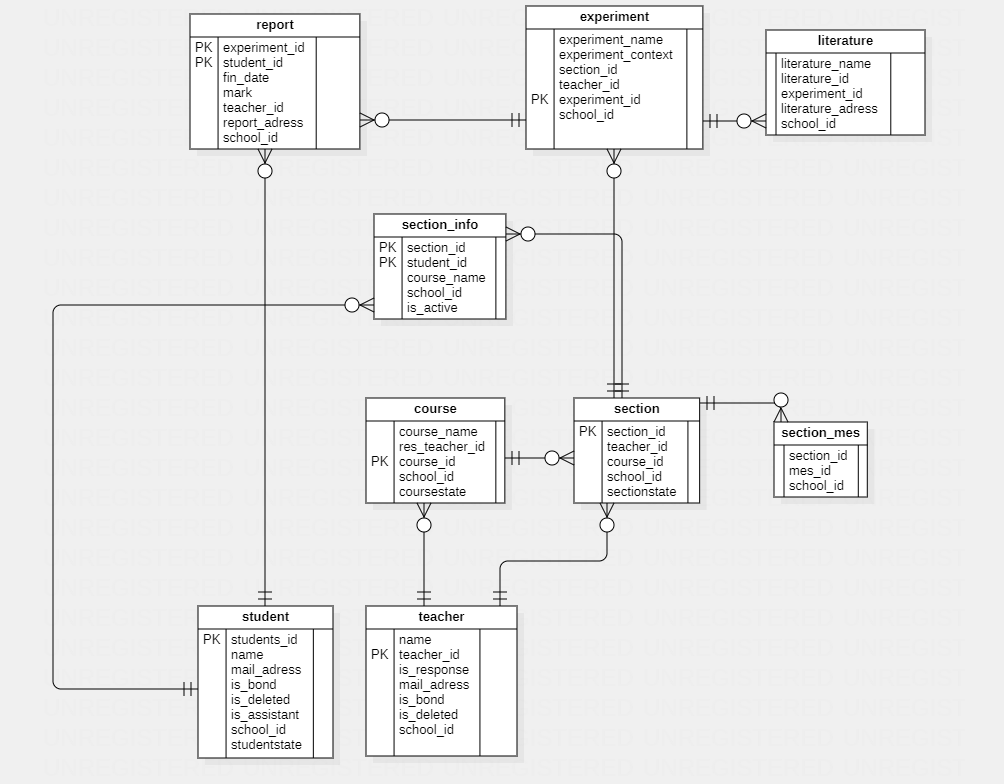 report
PK experiment_id
PK student_id
fin_date
mark
teacher_id
report_adress
school_id
experiment
experiment_name
experiment_context
section_id
teacher_id
PK experiment_id
school_id
literature
literature_name
literature_id
experiment_id
literature_adress
school_id
section_info
PK section_id
PK student_id
course_name
school_id
is_active
course
course_name
res_teacher_id
PK course_id
school_id
coursestate
section
PK section_id
teacher_id
course_id
school_id
sectionstate
section_mes
section_id
mes_id
school_id
student
PK students_id
name
mail_adress
is_bond
is_deleted
is_assistant
school_id
studentstate
teacher
name
PK teacher_id
is_response
mail_adress
is_bond
is_deleted
school_id